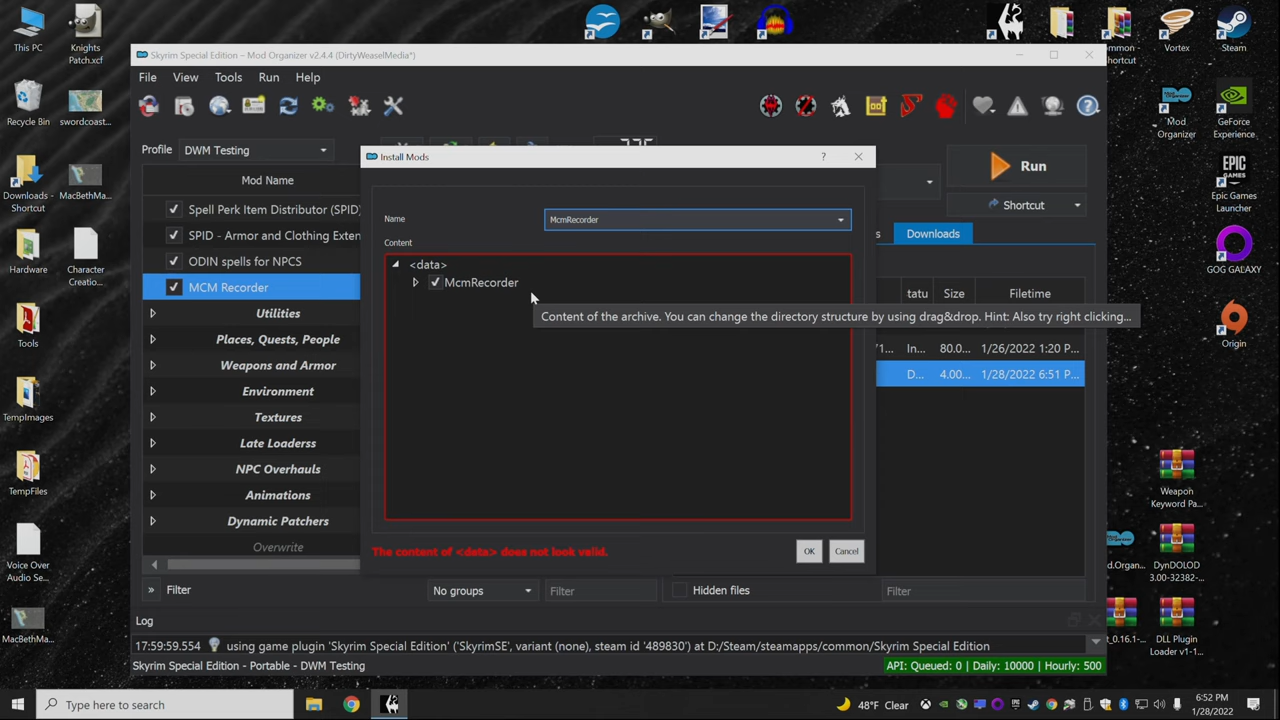 This PC
Knights
Patch.xcf
Recycle Bin
swordcoast...
Downloads -
Shortcut
MacBethMa...
Hardware
Character
Creatio...
Tools
TempImages
TempFiles
Voice Over
Audio Se...
MacBethMa...
Skyrim Special Edition – Mod Organizer v2.4.4 (DirtyWeaselMedia*)
File View Tools Run Help
Profile DWM Testing
Mod Name
Spell Perk Item Distributor (SPID)
SPID - Armor and Clothing Exten
ODIN spells for NPCS
MCM Recorder
Utilities
Places, Quests, People
Weapons and Armor
Environment
Textures
Late Loaderss
NPC Overhauls
Animations
Dynamic Patchers
Overwrite
» Filter
No groups
Filter
Install Mods
?
Name
McmRecorder
Content
<data>
McmRecorder
Content of the archive. You can change the directory structure by using drag&drop. Hint: Also try right clicking...
The content of <data> does not look valid.
OK
Cancel
Run
Shortcut
s
Downloads
tatu Size Filetime
/1... In... 80.0... 1/26/2022 1:20 P...
D... 4.00... 1/28/2022 6:51 P...
Hidden files
Filter
Log
17:59:59.554 using game plugin 'Skyrim Special Edition' ('SkyrimSE', variant (none), steam id '489830') at D:/Steam/steamapps/common/Skyrim Special Edition
Skyrim Special Edition - Portable - DWM Testing
API: Queued: 0 | Daily: 10000 | Hourly: 500
ommon -
Shortcut
Vortex
Steam
Mod
Organizer
GeForce
Experience
Epic Games
Launcher
GOG GALAXY
Origin
Weapon
Keyword Pa...
d.Organ...
DynDOLOD
3.00-32382-...
t_0.16.1-...
DLL Plugin
Loader v1-1...
Type here to search
48°F Clear
6:52 PM
1/28/2022